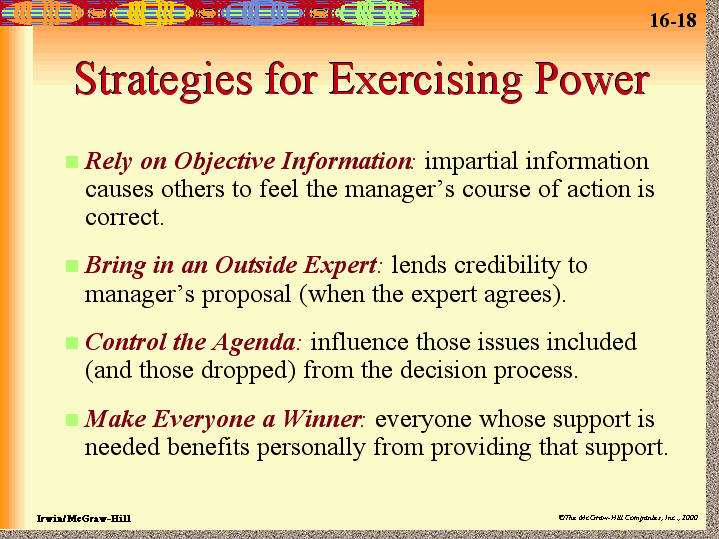 16-18
Strategies for Exercising Power
Rely on Objective Information: impartial information
causes others to feel the manager's course of action is
correct.
Bring in an Outside Expert: lends credibility to
manager's proposal (when the expert agrees).
Control the Agenda: influence those issues included
(and those dropped) from the decision process.
Make Everyone a Winner: everyone whose support is
needed benefits personally from providing that support.
Irwin/McGraw-Hill
©The McGraw-Hill Companies, Inc., 2000